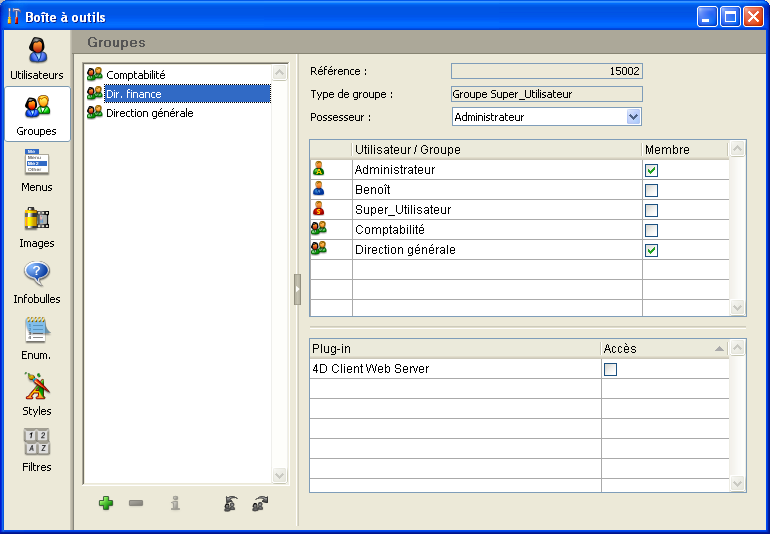 Boîte à outils
Utilisateurs
Groupes
Menus
Images
Infobulles
Enum.
Styles
Filtres
Groupes
Comptabilité
Dir. finance
Direction générale
Référence :
15002
Type de groupe :
Groupe Super_Utilisateur
Possesseur :
Administrateur
Utilisateur / Groupe
Membre
Administrateur
Benoît
Super_Utilisateur
Comptabilité
Direction générale
Plug-in
Accès
4D Client Web Server